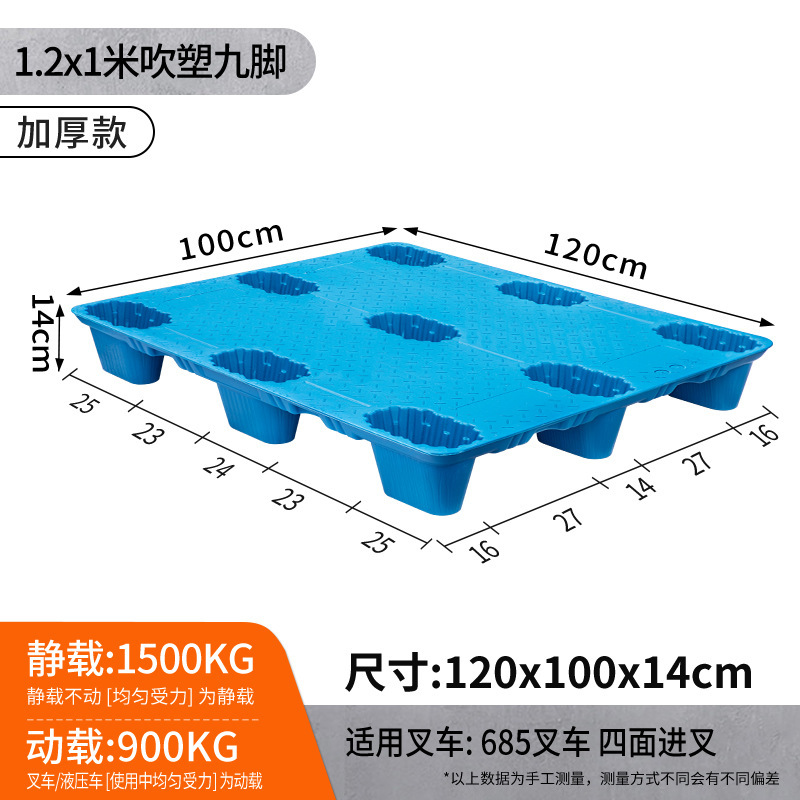 1.2x1米吹塑九脚
加厚款
100cm
120cm
14cm
25
23
24
23
25
16
27
14
27
16
静载:1500KG
静载不动 [均匀受力] 为静载
动载:900KG
叉车/液压车 [使用中均匀受力] 为动载
尺寸:120x100x14cm
适用叉车: 685叉车 四面进叉
*以上数据为手工测量，测量方式不同会有不同偏差